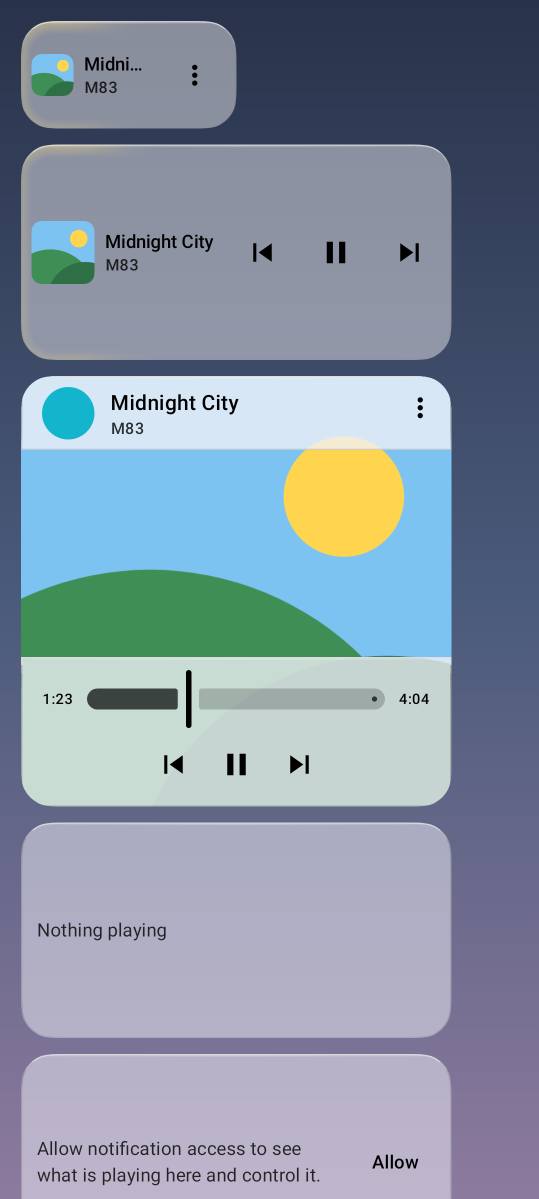 Midni...
M83
Midnight City
M83
Midnight City
M83
1:23
4:04
Nothing playing
Allow notification access to see
what is playing here and control it.
Allow